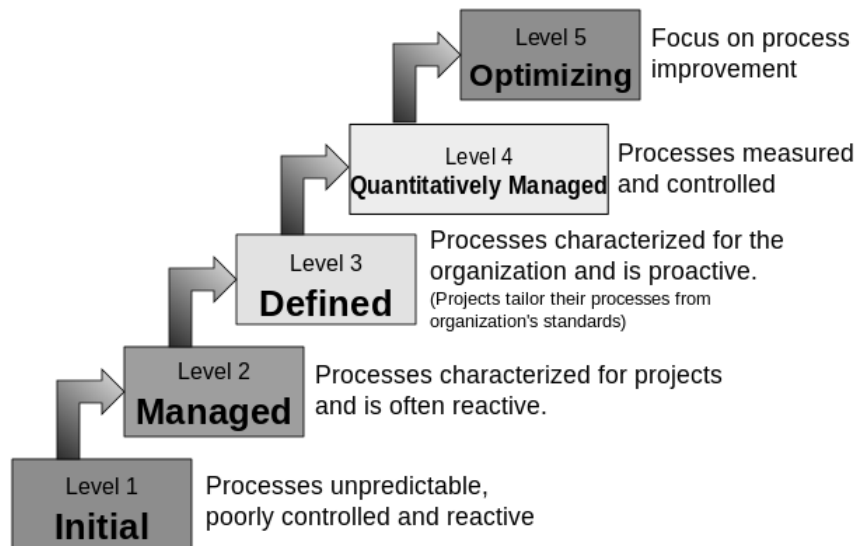 Level 5
Optimizing
Focus on process
improvement
Level 4
Quantitatively Managed
Processes measured
and controlled
Level 3
Defined
Processes characterized for the
organization and is proactive.
(Projects tailor their processes from
organization's standards)
Level 2
Managed
Processes characterized for projects
and is often reactive.
Level 1
Initial
Processes unpredictable,
poorly controlled and reactive